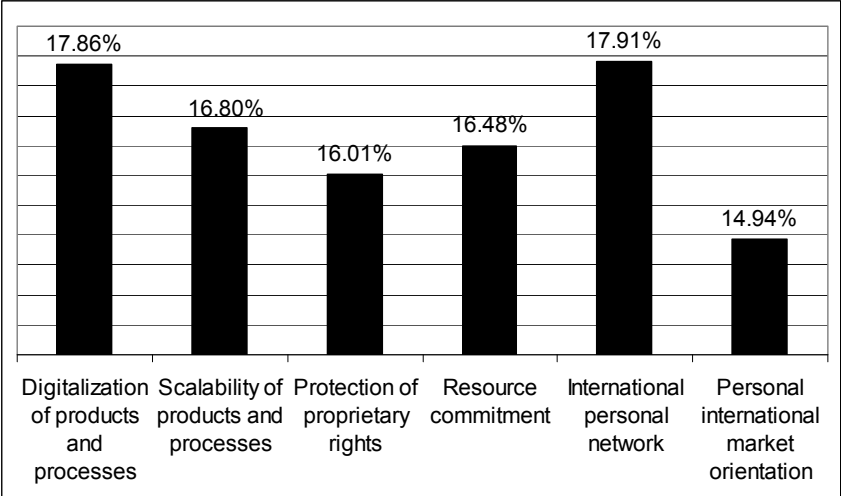 17.86%
16.80%
16.01%
16.48%
17.91%
14.94%
Digitalization
of products
and
processes
Scalability of
products and
processes
Protection of
proprietary
rights
Resource
commitment
International
personal
network
Personal
international
market
orientation